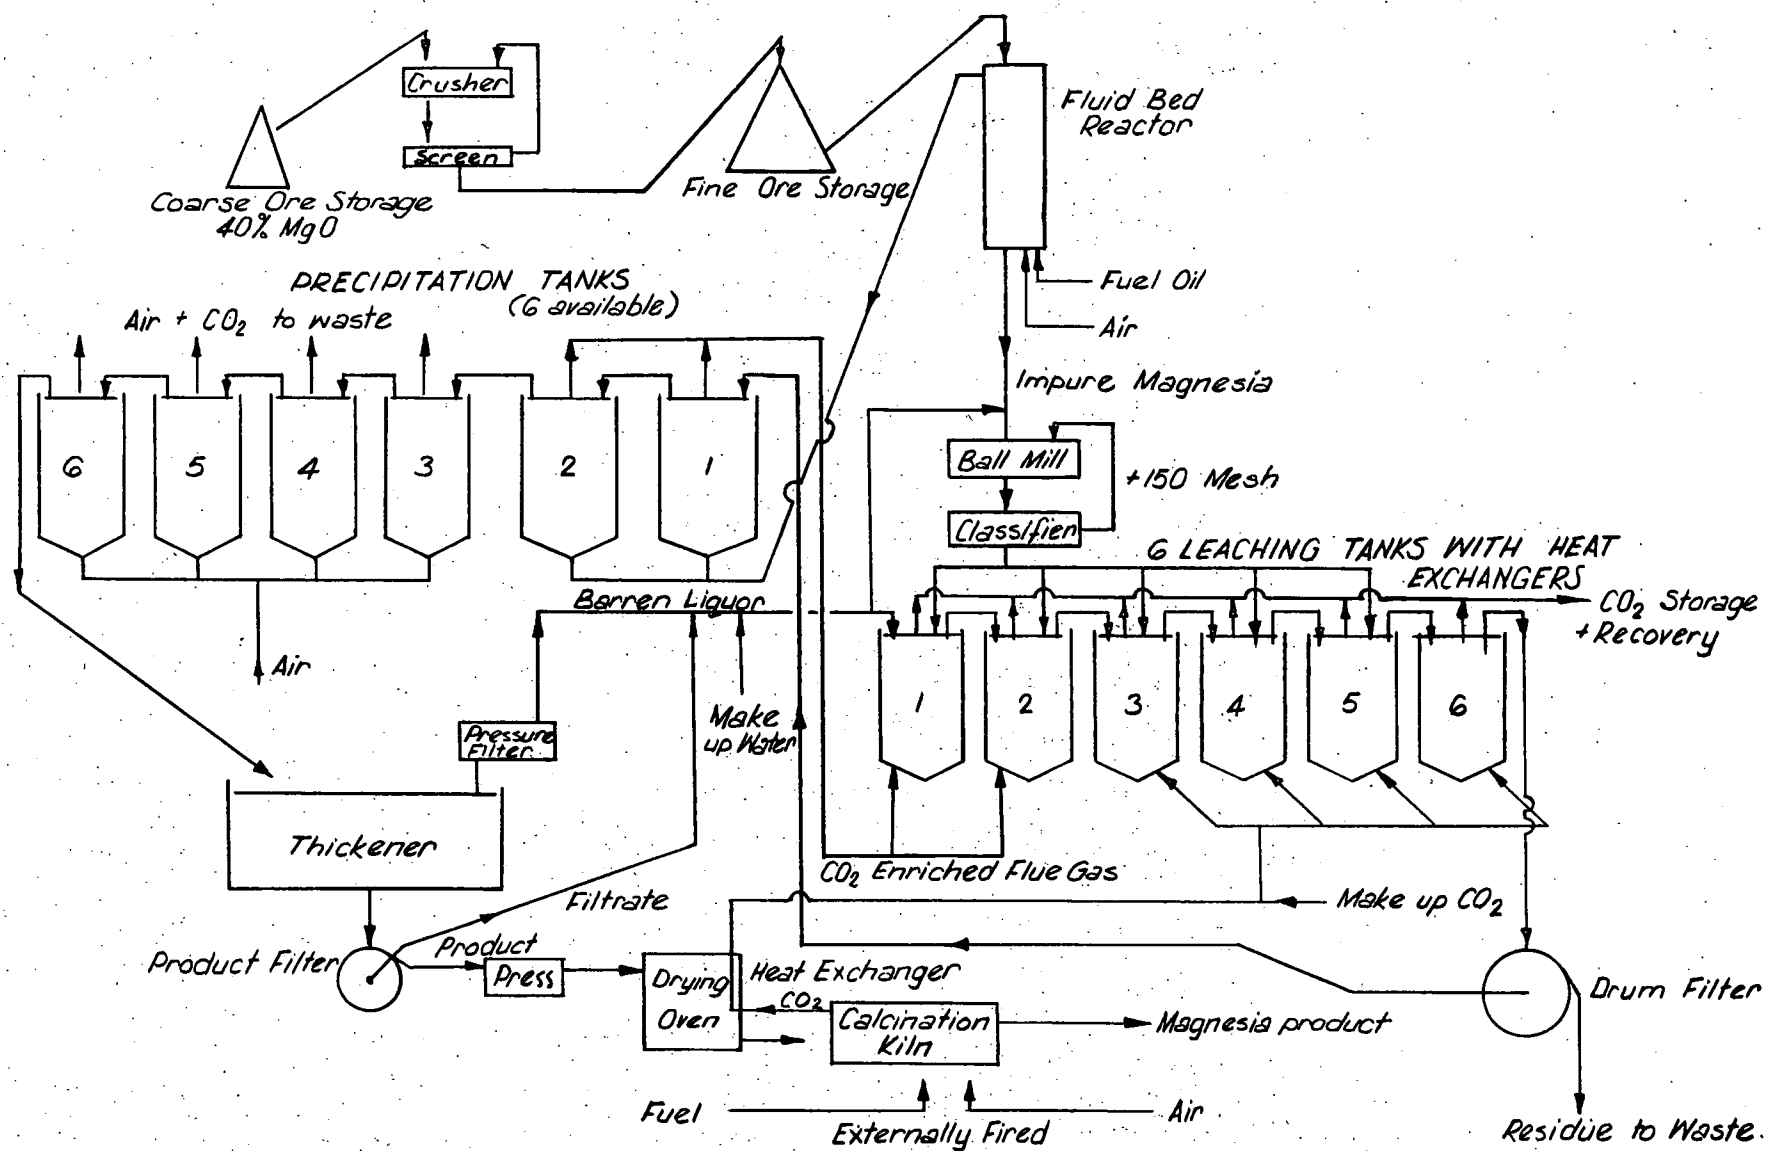 Crusher
Screen
Coarse Ore Storage
40% MgO
Fine Ore Storage
Fluid Bed
Reactor
Fuel Oil
Air
Impure Magnesia
PRECIPITATION TANKS
(6 available)
Air + CO2 to waste
6
5
4
3
2
1
Ball Mill
+150 Mesh
Classifier
6 LEACHING TANKS WITH HEAT
EXCHANGERS
CO2 Storage
+ Recovery
Barren Liquor
Air
1
2
3
4
5
6
Make
up Water
Pressure
Filter
Thickener
CO2 Enriched Flue Gas
Filtrate
Make up CO2
Product Filter
Product
Press
Drying
Oven
Heat Exchanger
CO2
Calcination
Kiln
Magnesia product
Drum Filter
Fuel
Air
Externally Fired
Residue to Waste.